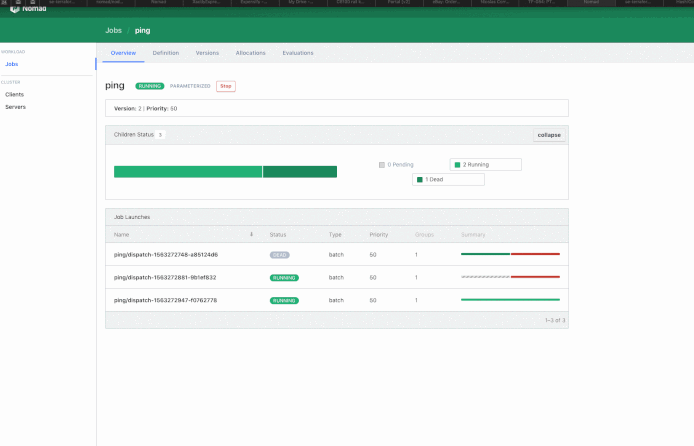 Nomad
Jobs / ping
WORKLOAD
Jobs
CLUSTER
Clients
Servers
Overview Definition Versions Allocations Evaluations
ping RUNNING PARAMETERIZED Stop
Version: 2 | Priority: 50
Children Status 3 collapse
0 Pending 2 Running
1 Dead
Job Launches
Name Status Type Priority Groups Summary
ping/dispatch-1563272748-a85124d6 DEAD batch 50 1
ping/dispatch-1563272881-9b1ef832 RUNNING batch 50 1
ping/dispatch-1563272947-f0762778 RUNNING batch 50 1
1–3 of 3